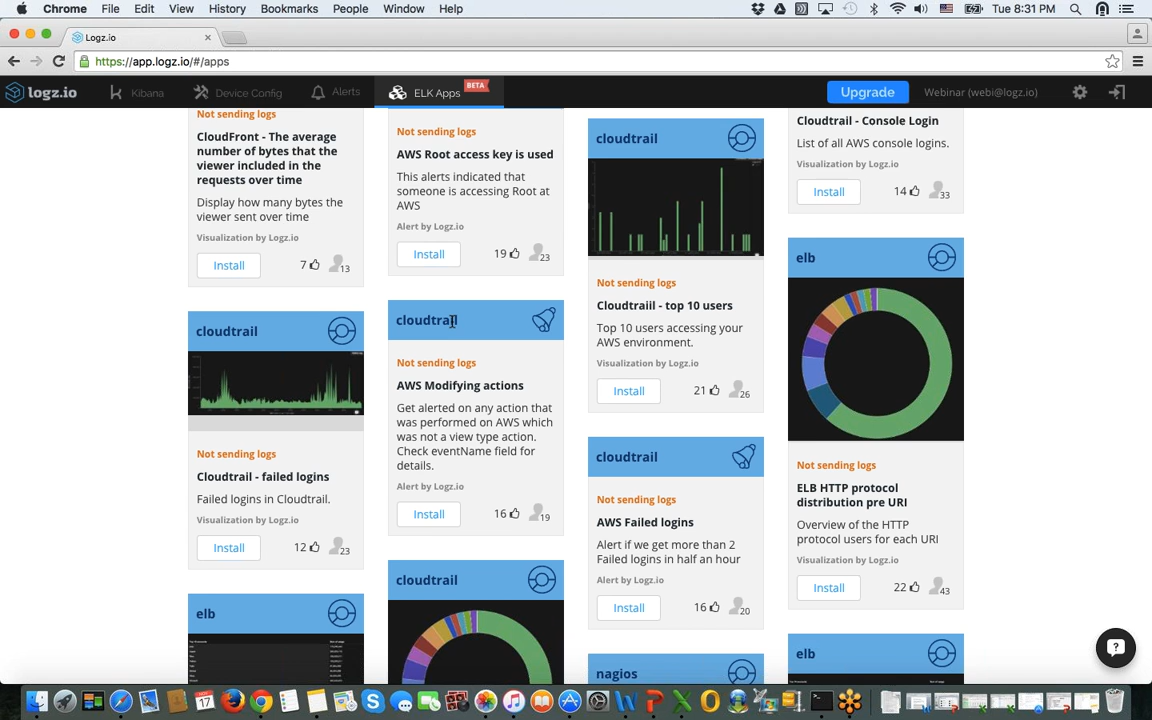 Chrome File Edit View History Bookmarks People Window Help Tue 8:31 PM
Logz.io
https://app.logz.io/#/apps
logz.io Kibana Device Config Alerts ELK Apps BETA Upgrade Webinar (webi@logz.io)
Not sending logs
CloudFront - The average
number of bytes that the
viewer included in the
requests over time
Display how many bytes the
viewer sent over time
Visualization by Logz.io
Install 7 13
cloudtrail
Not sending logs
Cloudtrail - failed logins
Failed logins in Cloudtrail.
Visualization by Logz.io
Install 12 23
elb
Not sending logs
AWS Root access key is used
This alerts indicated that
someone is accessing Root at
AWS
Alert by Logz.io
Install 19 23
cloudtrail
Not sending logs
AWS Modifying actions
Get alerted on any action that
was performed on AWS which
was not a view type action.
Check eventName field for
details.
Alert by Logz.io
Install 16 19
cloudtrail
cloudtrail
Not sending logs
Cloudtraiil - top 10 users
Top 10 users accessing your
AWS environment.
Visualization by Logz.io
Install 21 26
cloudtrail
Not sending logs
AWS Failed logins
Alert if we get more than 2
Failed logins in half an hour
Alert by Logz.io
Install 16 20
nagios
Cloudtrail - Console Login
List of all AWS console logins.
Visualization by Logz.io
Install 14 33
elb
Not sending logs
ELB HTTP protocol
distribution pre URI
Overview of the HTTP
protocol users for each URI
Visualization by Logz.io
Install 22 43
elb
17